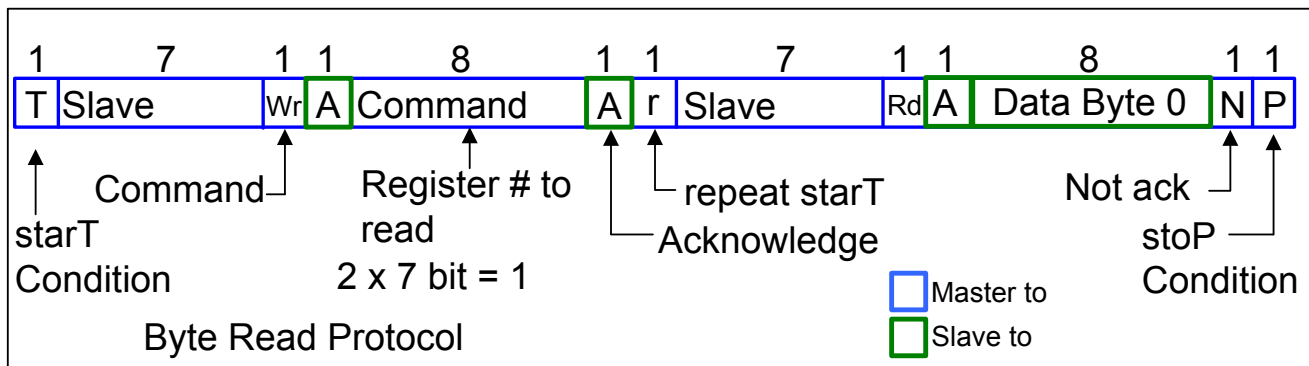 1 7 1 1 8 1 1 7 1 1 8 1 1
T Slave Wr A Command A r Slave Rd A Data Byte 0 N P
Command
Register # to
read
2 x 7 bit = 1
repeat starT
Acknowledge
Not ack
starT
Condition
stoP
Condition
Master to
Slave to
Byte Read Protocol